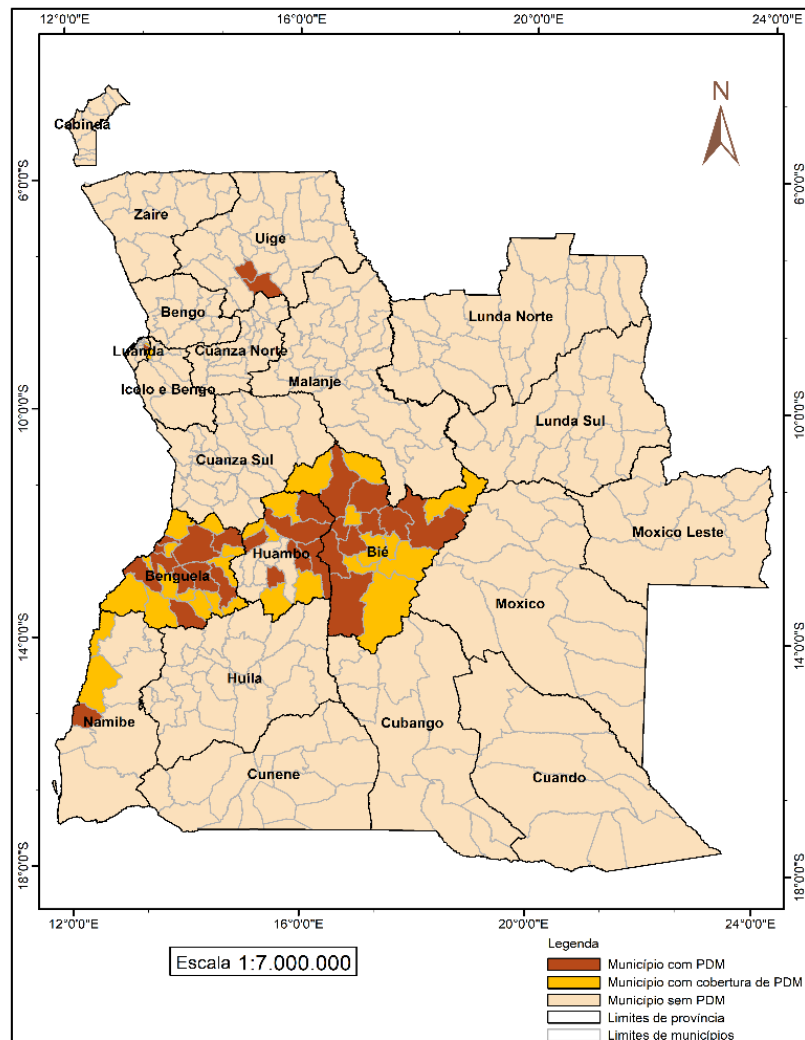 12°0'0"E 16°0'0"E 20°0'0"E 24°0'0"E
N
Cabinda
6°0'0"S 6°0'0"S
Zaire
Uige
Bengo
Lunda Norte
Luanda Cuanza Norte
Icolo e Bengo Malanje
10°0'0"S 10°0'0"S
Lunda Sul
Cuanza Sul
Moxico Leste
Huambo Bié
Benguela
Moxico
14°0'0"S 14°0'0"S
Huila
Namibe Cubango
Cunene Cuando
18°0'0"S 18°0'0"S
12°0'0"E 16°0'0"E 20°0'0"E 24°0'0"E
Escala 1:7.000.000
Legenda
Município com PDM
Município com cobertura de PDM
Município sem PDM
Limites de província
Limites de municípios